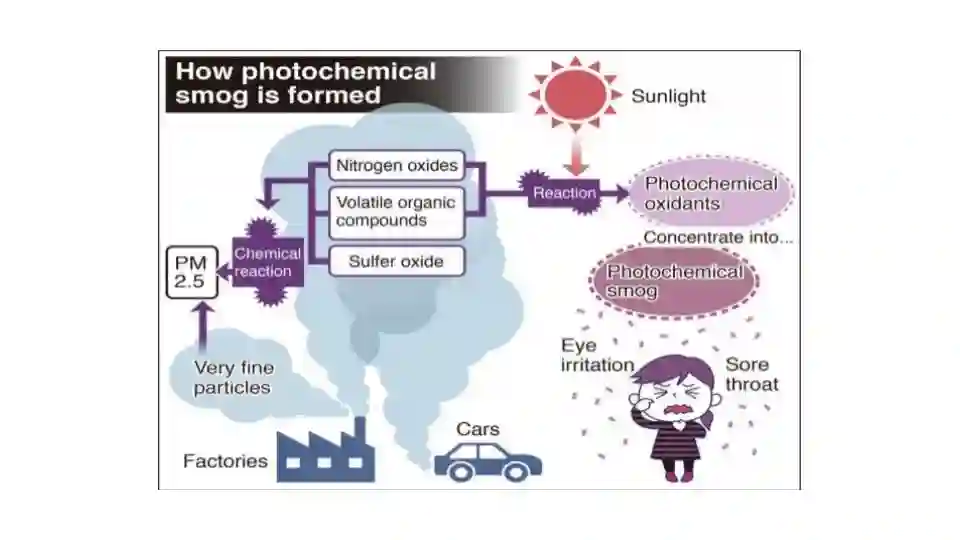 How photochemical
smog is formed
Sunlight
Nitrogen oxides
Volatile organic
compounds
Sulfer oxide
Reaction
Photochemical
oxidants
Concentrate into...
Photochemical
smog
Chemical
reaction
PM
2.5
Very fine
particles
Eye
irritation
Sore
throat
Factories
Cars